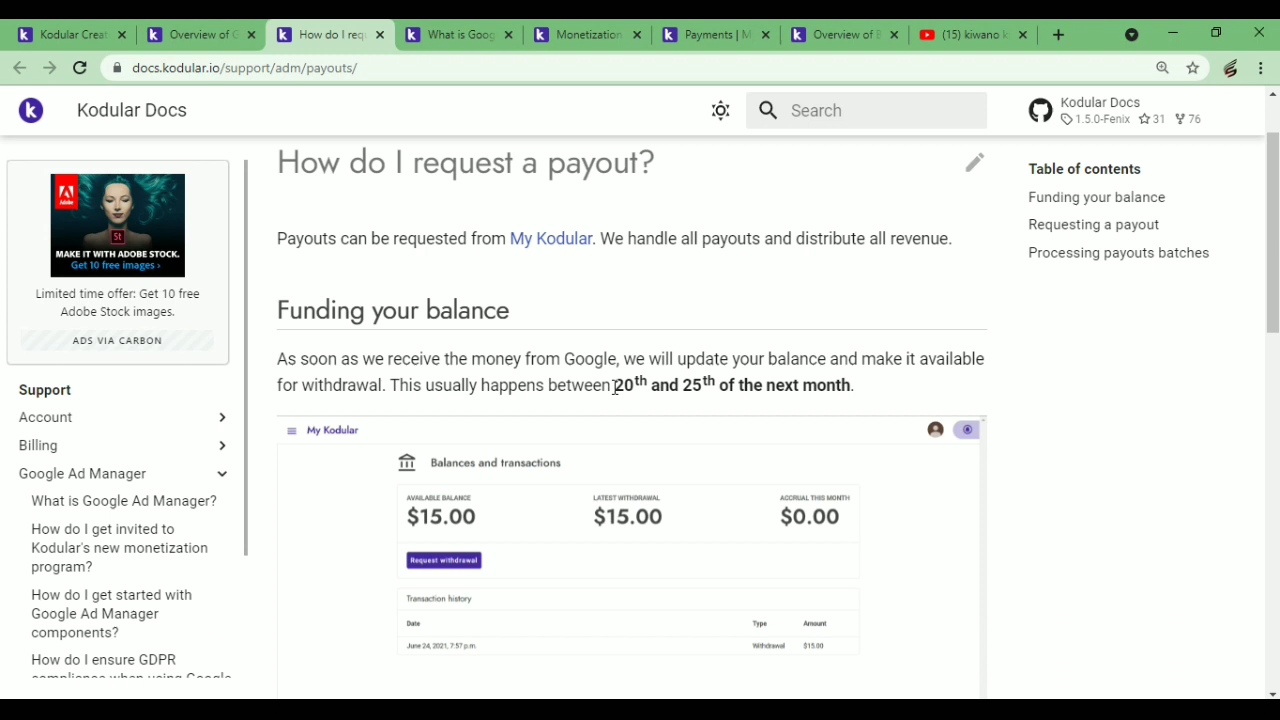 Kodular Creat
Overview of G
How do I requ
What is Goog
Monetization
Payments | M
Overview of B
(15) kiwano k
docs.kodular.io/support/adm/payouts/
Kodular Docs
Search
Kodular Docs
1.5.0-Fenix 31 76
MAKE IT WITH ADOBE STOCK.
Get 10 free images ›
Limited time offer: Get 10 free
Adobe Stock images.
ADS VIA CARBON
Support
Account
Billing
Google Ad Manager
What is Google Ad Manager?
How do I get invited to
Kodular's new monetization
program?
How do I get started with
Google Ad Manager
components?
How do I ensure GDPR
compliance when using Google
How do I request a payout?
Payouts can be requested from My Kodular. We handle all payouts and distribute all revenue.
Funding your balance
As soon as we receive the money from Google, we will update your balance and make it available
for withdrawal. This usually happens between 20th and 25th of the next month.
My Kodular
Balances and transactions
AVAILABLE BALANCE
$15.00
LATEST WITHDRAWAL
$15.00
ACCRUAL THIS MONTH
$0.00
Request withdrawal
Transaction history
Date Type Amount
June 24, 2021, 7:57 p.m. Withdrawal $15.00
Table of contents
Funding your balance
Requesting a payout
Processing payouts batches